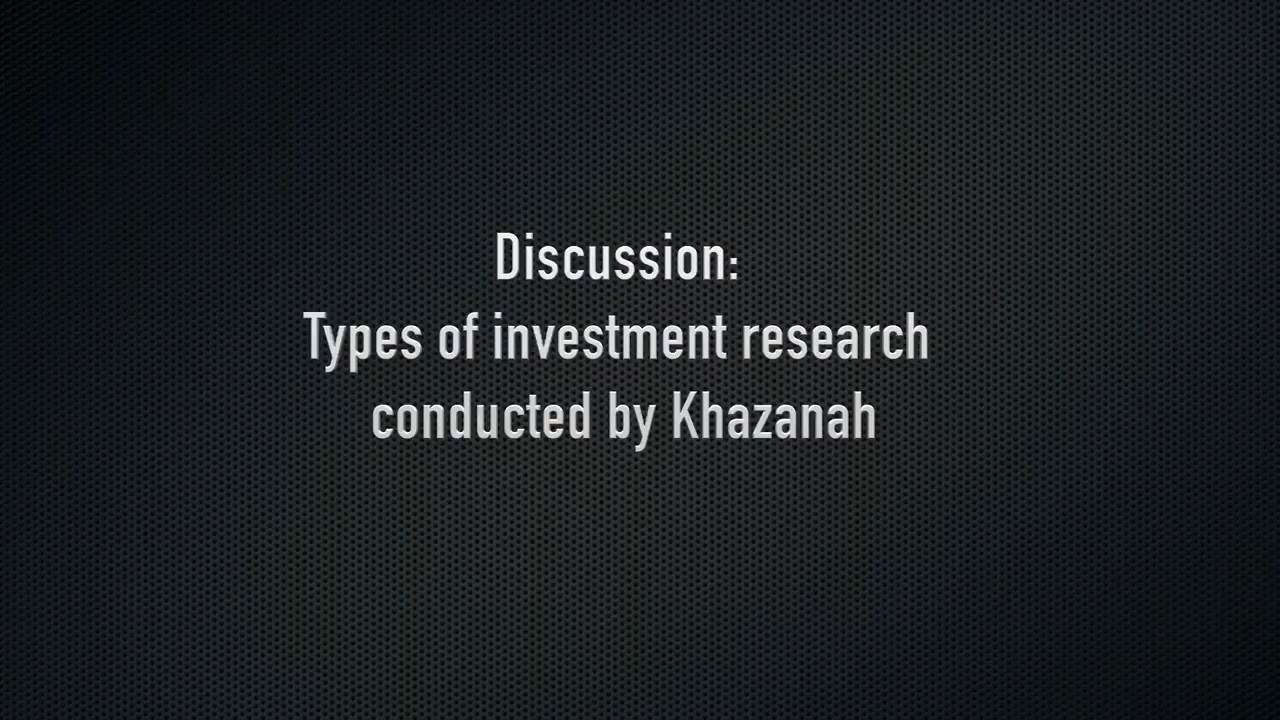 Discussion:
Types of investment research
conducted by Khazanah